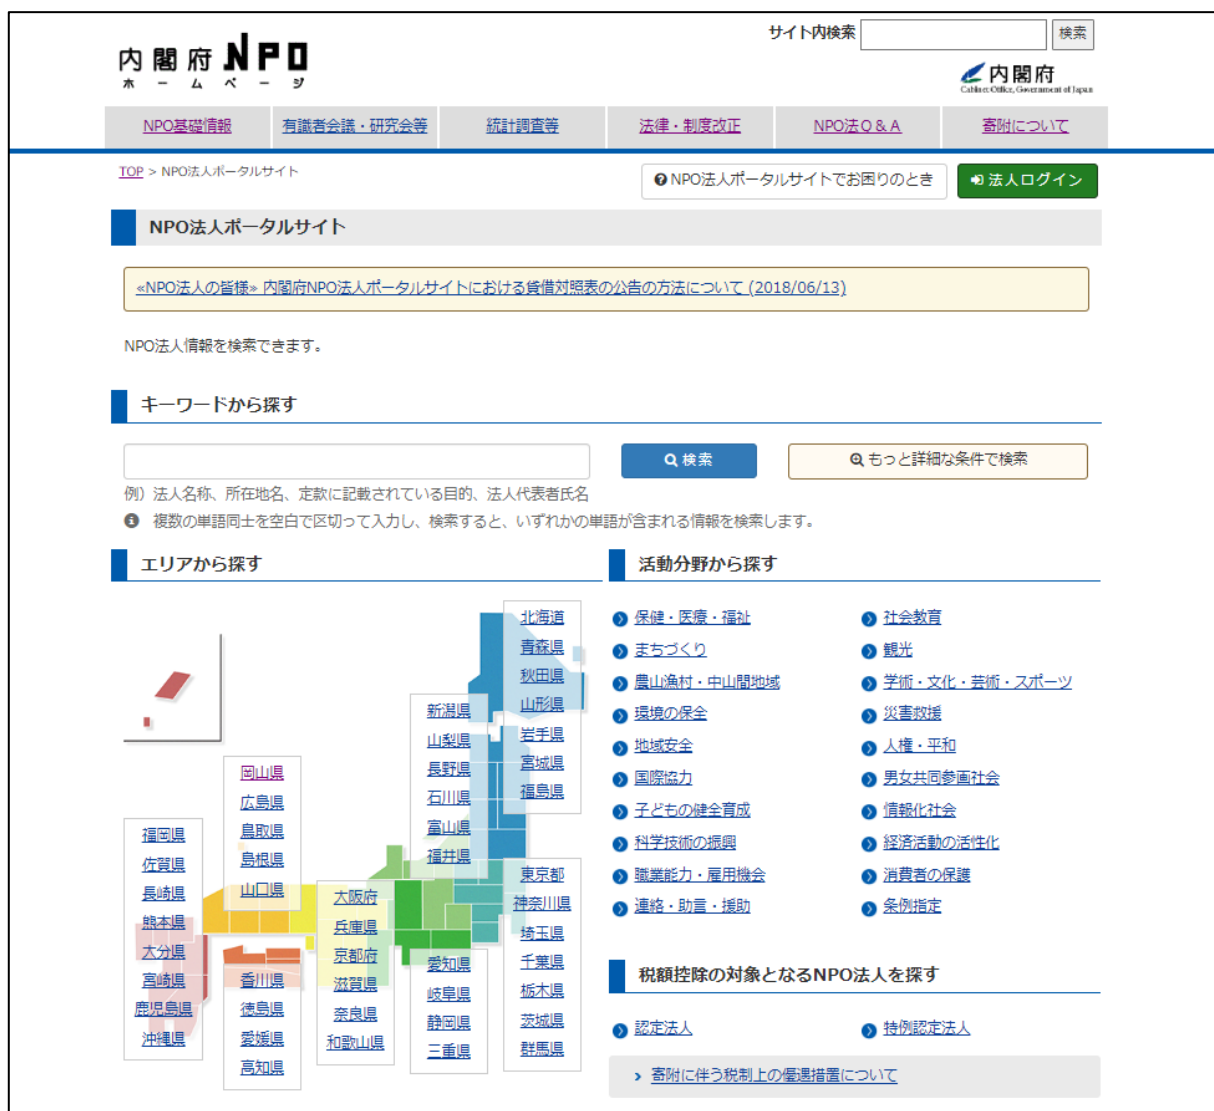 サイト内検索 検索
内閣府NPO
ホームページ
内閣府
Cabinet Office, Government of Japan
NPO基礎情報 有識者会議・研究会等 統計調査等 法律・制度改正 NPO法Q&A 寄附について
TOP > NPO法人ポータルサイト
NPO法人ポータルサイトでお困りのとき 法人ログイン
NPO法人ポータルサイト
«NPO法人の皆様» 内閣府NPO法人ポータルサイトにおける貸借対照表の公告の方法について (2018/06/13)
NPO法人情報を検索できます。
キーワードから探す
検索 もっと詳細な条件で検索
例）法人名称、所在地名、定款に記載されている目的、法人代表者氏名
複数の単語同士を空白で区切って入力し、検索すると、いずれかの単語が含まれる情報を検索します。
エリアから探す
北海道
青森県
秋田県
山形県
岩手県
宮城県
福島県
新潟県
山梨県
長野県
石川県
富山県
福井県
岡山県
広島県
鳥取県
島根県
山口県
福岡県
佐賀県
長崎県
熊本県
大分県
宮崎県
鹿児島県
沖縄県
大阪府
兵庫県
京都府
滋賀県
奈良県
和歌山県
東京都
神奈川県
埼玉県
千葉県
栃木県
茨城県
群馬県
愛知県
岐阜県
静岡県
三重県
香川県
徳島県
愛媛県
高知県
活動分野から探す
保健・医療・福祉 社会教育
まちづくり 観光
農山漁村・中山間地域 学術・文化・芸術・スポーツ
環境の保全 災害救援
地域安全 人権・平和
国際協力 男女共同参画社会
子どもの健全育成 情報化社会
科学技術の振興 経済活動の活性化
職業能力・雇用機会 消費者の保護
連絡・助言・援助 条例指定
税額控除の対象となるNPO法人を探す
認定法人 特例認定法人
寄附に伴う税制上の優遇措置について